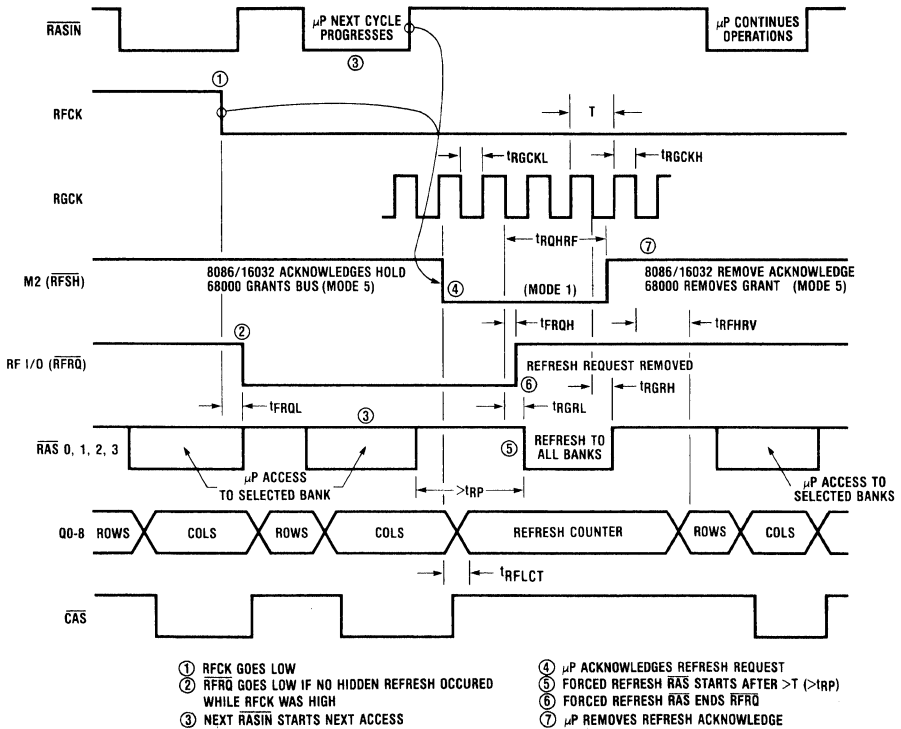 RASIN
µP NEXT CYCLE
PROGRESSES
③
µP CONTINUES
OPERATIONS
①
RFCK
T
tRGCKL
tRGCKH
RGCK
tRQHRF
⑦
M2 (RFSH)
8086/16032 ACKNOWLEDGES HOLD
68000 GRANTS BUS (MODE 5)
④
(MODE 1)
8086/16032 REMOVE ACKNOWLEDGE
68000 REMOVES GRANT (MODE 5)
tFRQH
tRFHRV
②
RF I/O (RFRQ)
REFRESH REQUEST REMOVED
⑥
tFRQL
tRGRL
tRGRH
③
RAS 0, 1, 2, 3
⑤
REFRESH TO
ALL BANKS
µP ACCESS
TO SELECTED BANK
>tRP
µP ACCESS TO
SELECTED BANKS
Q0-8 ROWS COLS ROWS COLS REFRESH COUNTER ROWS COLS
tRFLCT
CAS
① RFCK GOES LOW
② RFRQ GOES LOW IF NO HIDDEN REFRESH OCCURED
WHILE RFCK WAS HIGH
③ NEXT RASIN STARTS NEXT ACCESS
④ µP ACKNOWLEDGES REFRESH REQUEST
⑤ FORCED REFRESH RAS STARTS AFTER >T (>tRP)
⑥ FORCED REFRESH RAS ENDS RFRQ
⑦ µP REMOVES REFRESH ACKNOWLEDGE